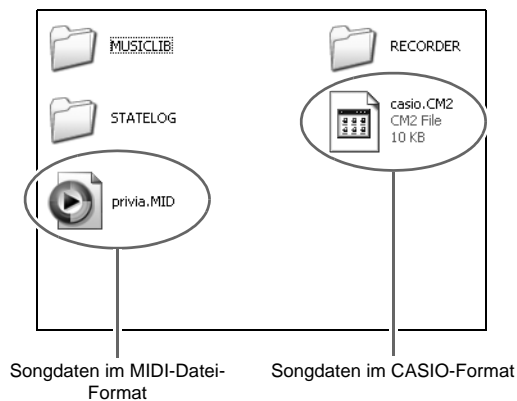 MUSICLIB
RECORDER
STATELOG
casio.CM2
CM2 File
10 KB
privia.MID
Songdaten im MIDI-Datei-
Format
Songdaten im CASIO-Format